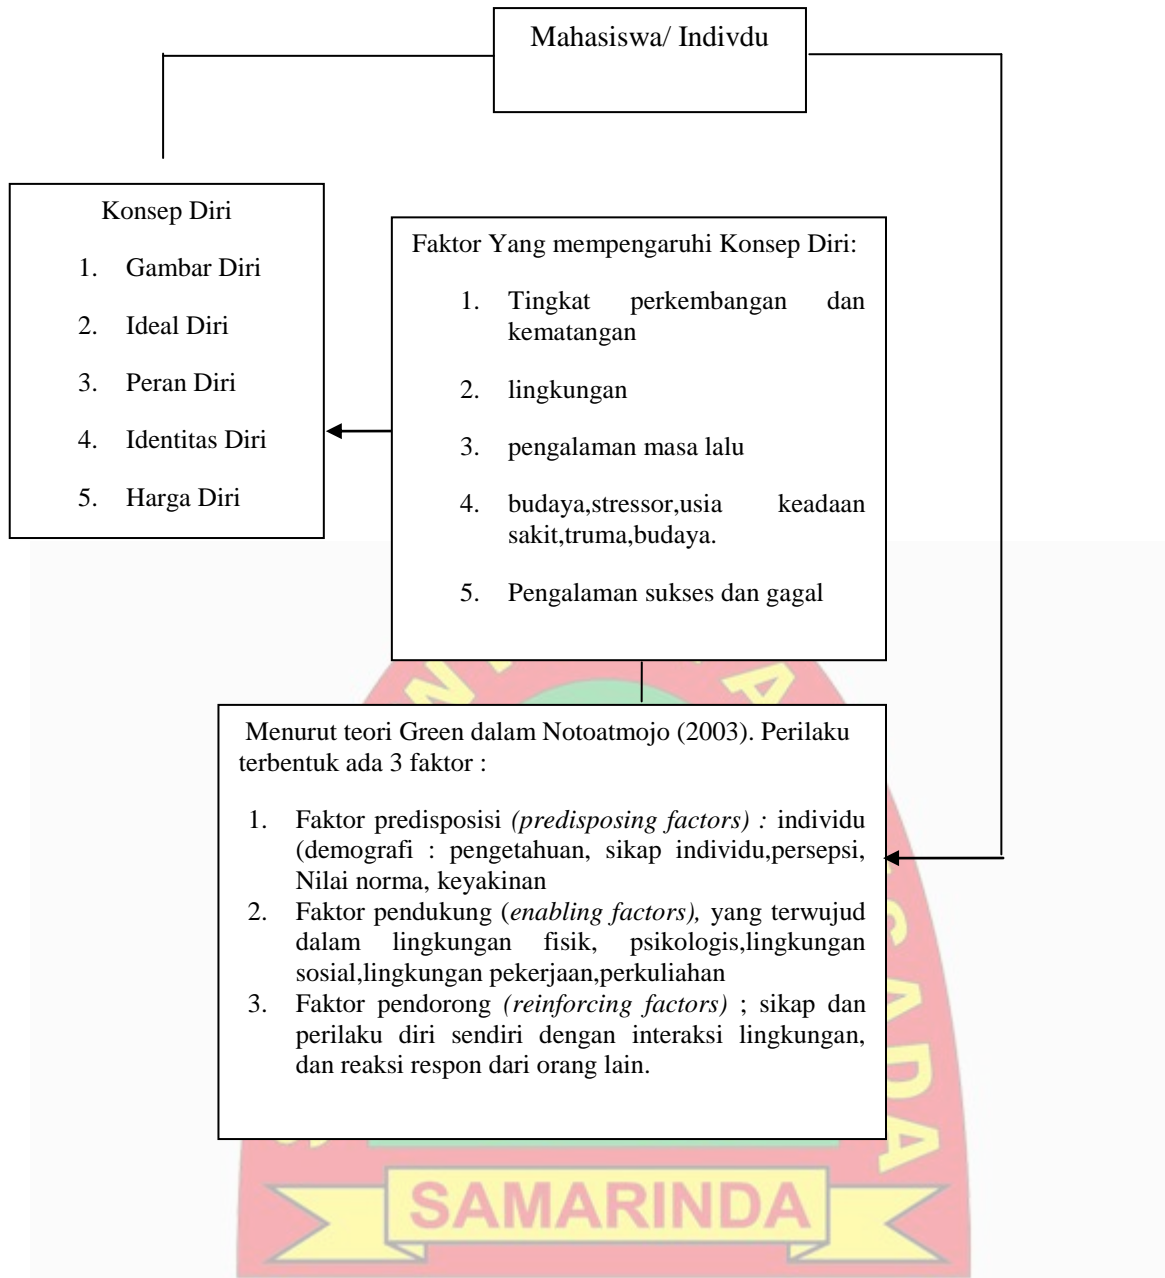 Mahasiswa/ Indivdu
Konsep Diri
1. Gambar Diri
2. Ideal Diri
3. Peran Diri
4. Identitas Diri
5. Harga Diri
Faktor Yang mempengaruhi Konsep Diri:
1. Tingkat perkembangan dan
kematangan
2. lingkungan
3. pengalaman masa lalu
4. budaya,stressor,usia keadaan
sakit,truma,budaya.
5. Pengalaman sukses dan gagal
Menurut teori Green dalam Notoatmojo (2003). Perilaku
terbentuk ada 3 faktor :
1. Faktor predisposisi (predisposing factors) : individu
(demografi : pengetahuan, sikap individu,persepsi,
Nilai norma, keyakinan
2. Faktor pendukung (enabling factors), yang terwujud
dalam lingkungan fisik, psikologis,lingkungan
sosial,lingkungan pekerjaan,perkuliahan
3. Faktor pendorong (reinforcing factors) ; sikap dan
perilaku diri sendiri dengan interaksi lingkungan,
dan reaksi respon dari orang lain.
SAMARINDA